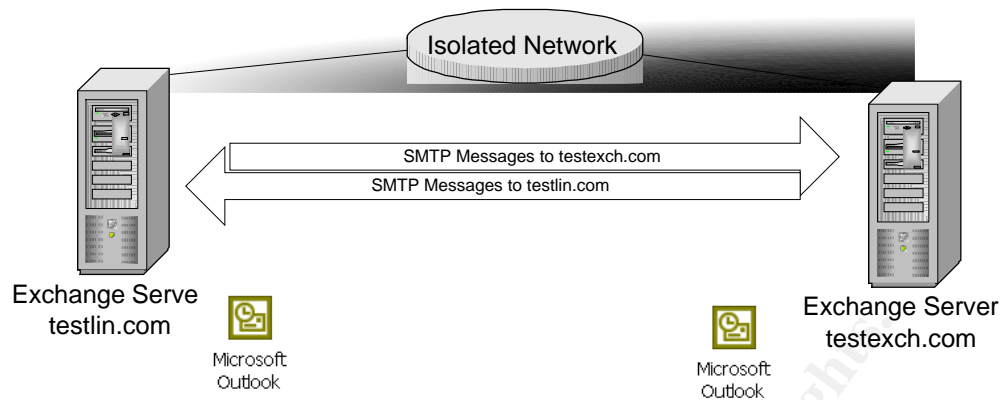 Isolated Network
SMTP Messages to testexch.com
SMTP Messages to testlin.com
Exchange Serve
testlin.com
Microsoft
Outlook
Microsoft
Outlook
Exchange Server
testexch.com